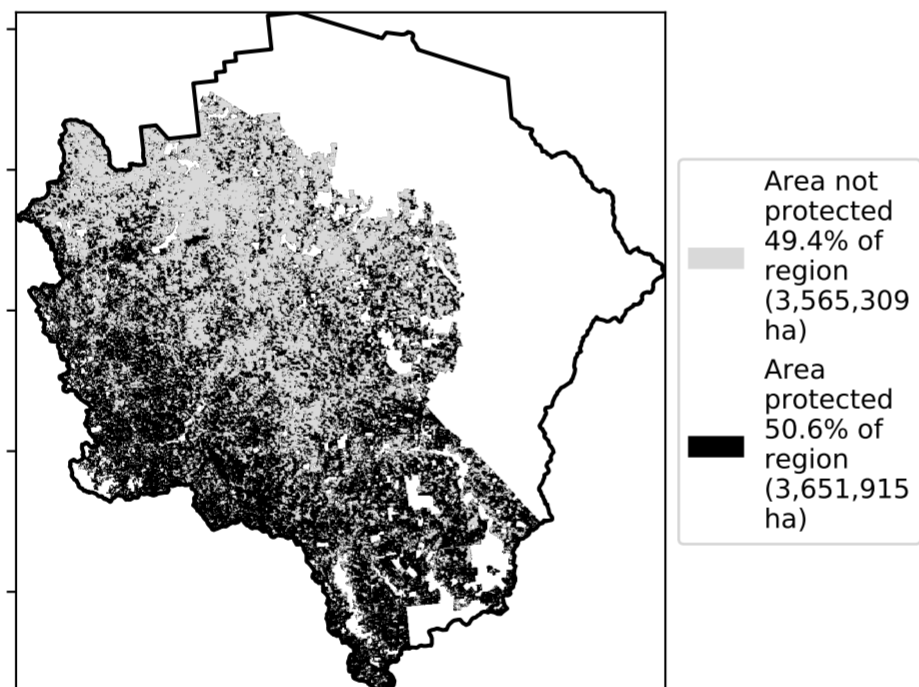 Area not
protected
49.4% of
region
(3,565,309
ha)
Area
protected
50.6% of
region
(3,651,915
ha)